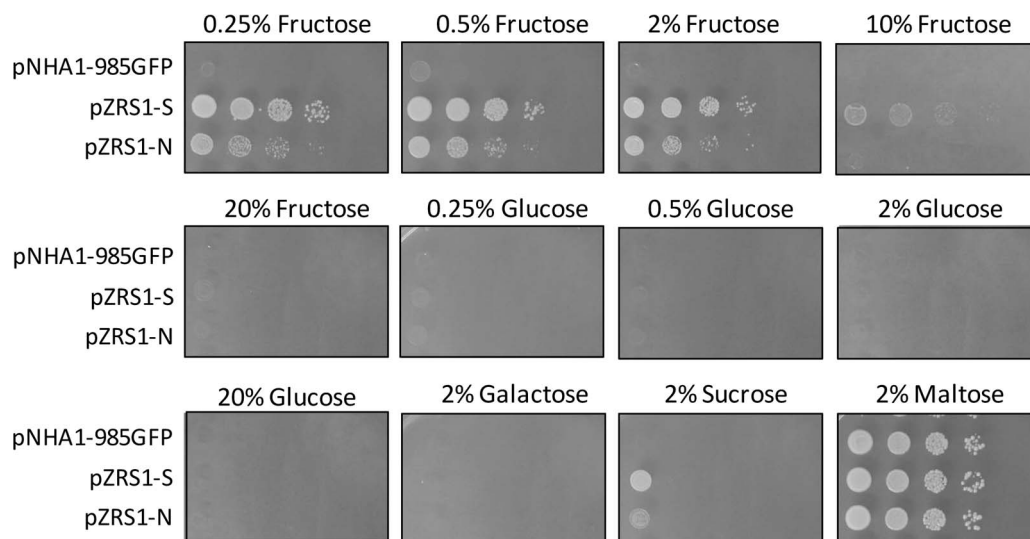 0.25% Fructose 0.5% Fructose 2% Fructose 10% Fructose
pNHA1-985GFP
pZRS1-S
pZRS1-N
20% Fructose 0.25% Glucose 0.5% Glucose 2% Glucose
pNHA1-985GFP
pZRS1-S
pZRS1-N
20% Glucose 2% Galactose 2% Sucrose 2% Maltose
pNHA1-985GFP
pZRS1-S
pZRS1-N